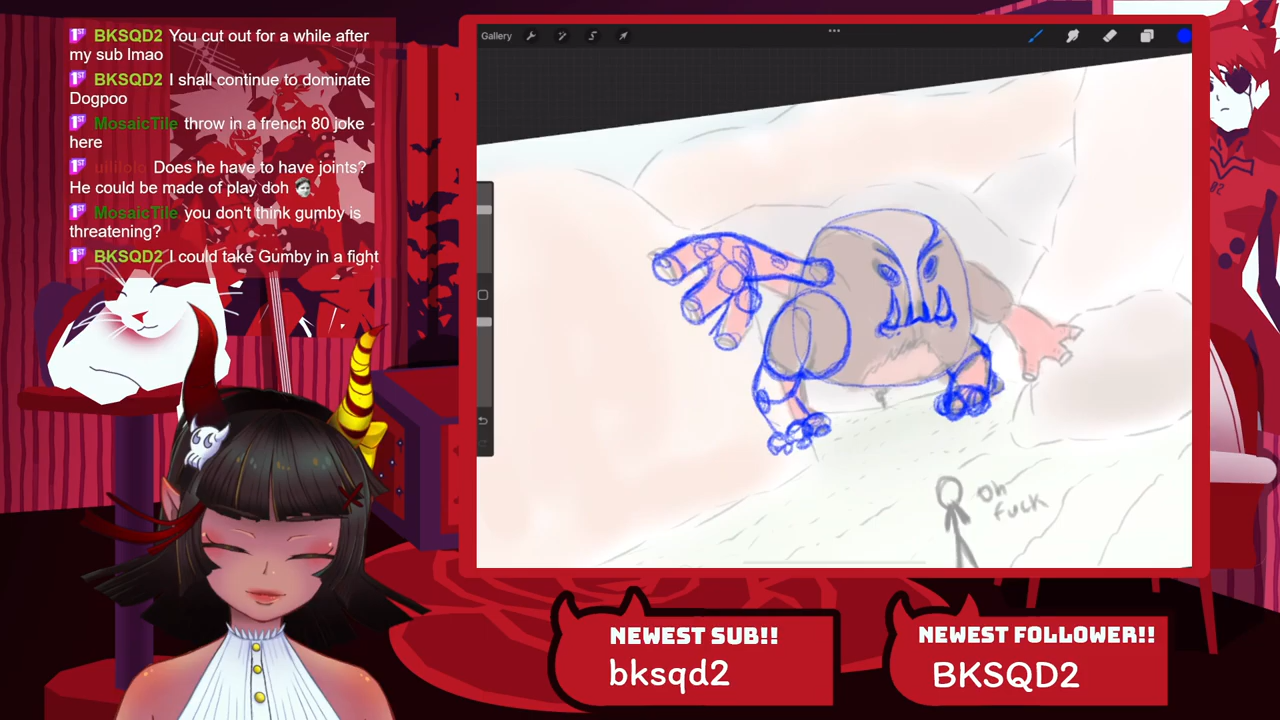 BKSQD2 You cut out for a while after
my sub lmao
BKSQD2 I shall continue to dominate
Dogpoo
MosaicTile throw in a french 80 joke
here
uililolo Does he have to have joints?
He could be made of play doh
MosaicTile you don't think gumby is
threatening?
BKSQD2 I could take Gumby in a fight
Gallery
Oh
fuck
NEWEST SUB!!
bksqd2
NEWEST FOLLOWER!!
BKSQD2